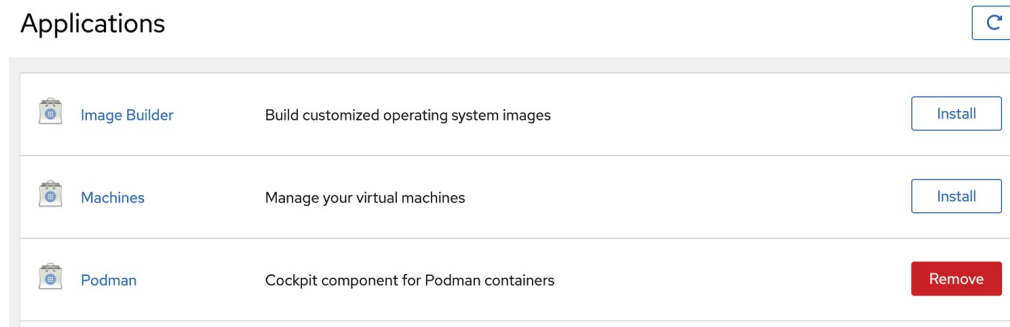 Applications
Image Builder Build customized operating system images Install
Machines Manage your virtual machines Install
Podman Cockpit component for Podman containers Remove